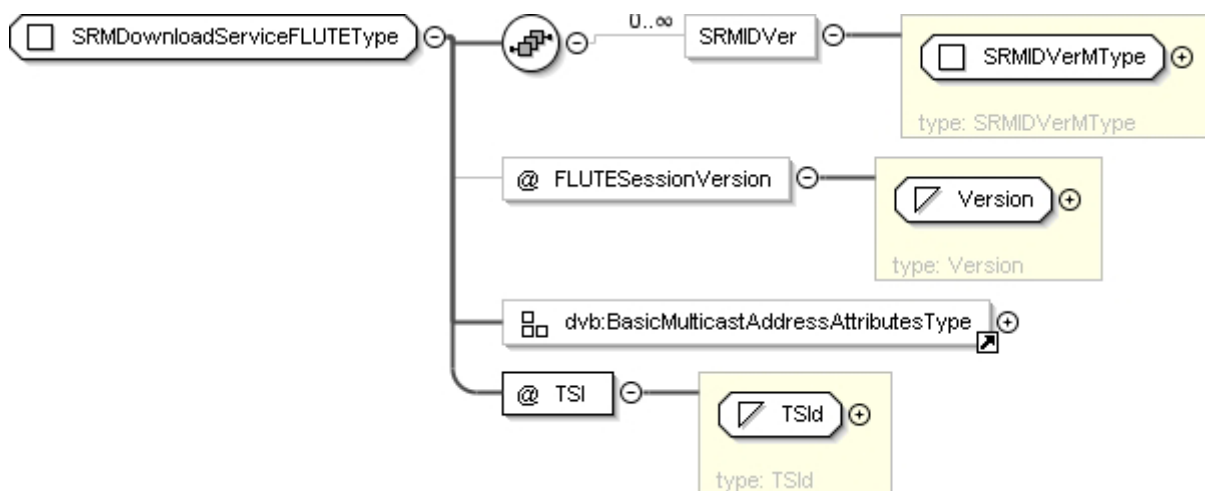 SRMDownloadServiceFLUTEType
0..∞
SRMIDVer
SRMIDVerMType
type: SRMIDVerMType
@ FLUTESessionVersion
Version
type: Version
dvb:BasicMulticastAddressAttributesType
@ TSI
TSId
type: TSId